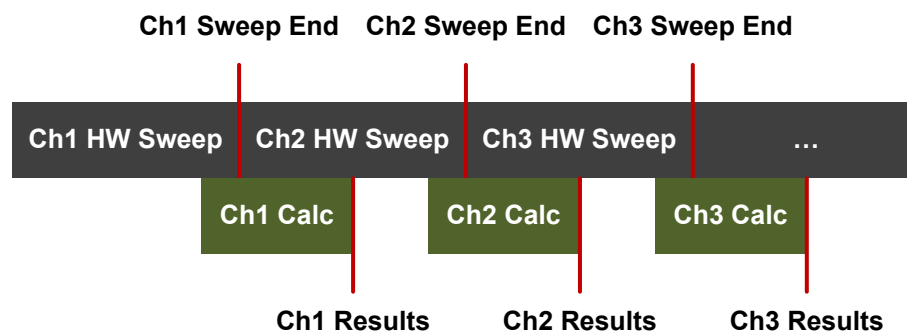 Ch1 Sweep End Ch2 Sweep End Ch3 Sweep End
Ch1 HW Sweep Ch2 HW Sweep Ch3 HW Sweep ...
Ch1 Calc Ch2 Calc Ch3 Calc
Ch1 Results Ch2 Results Ch3 Results